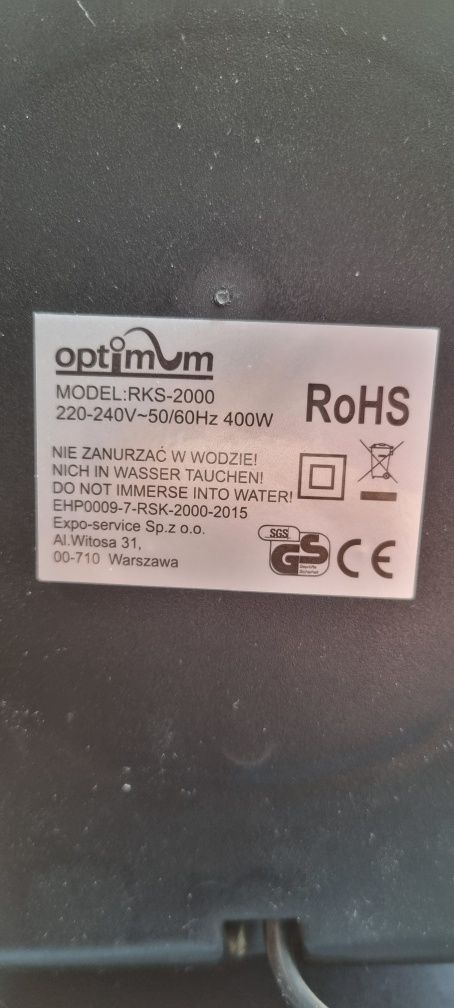 optimum
MODEL:RKS-2000
220-240V~50/60Hz 400W
RoHS
NIE ZANURZAĆ W WODZIE!
NICH IN WASSER TAUCHEN!
DO NOT IMMERSE INTO WATER!
EHP0009-7-RSK-2000-2015
Expo-service Sp.z o.o.
Al.Witosa 31,
00-710 Warszawa
SGS
GS
geprüfte
Sicherheit
CE